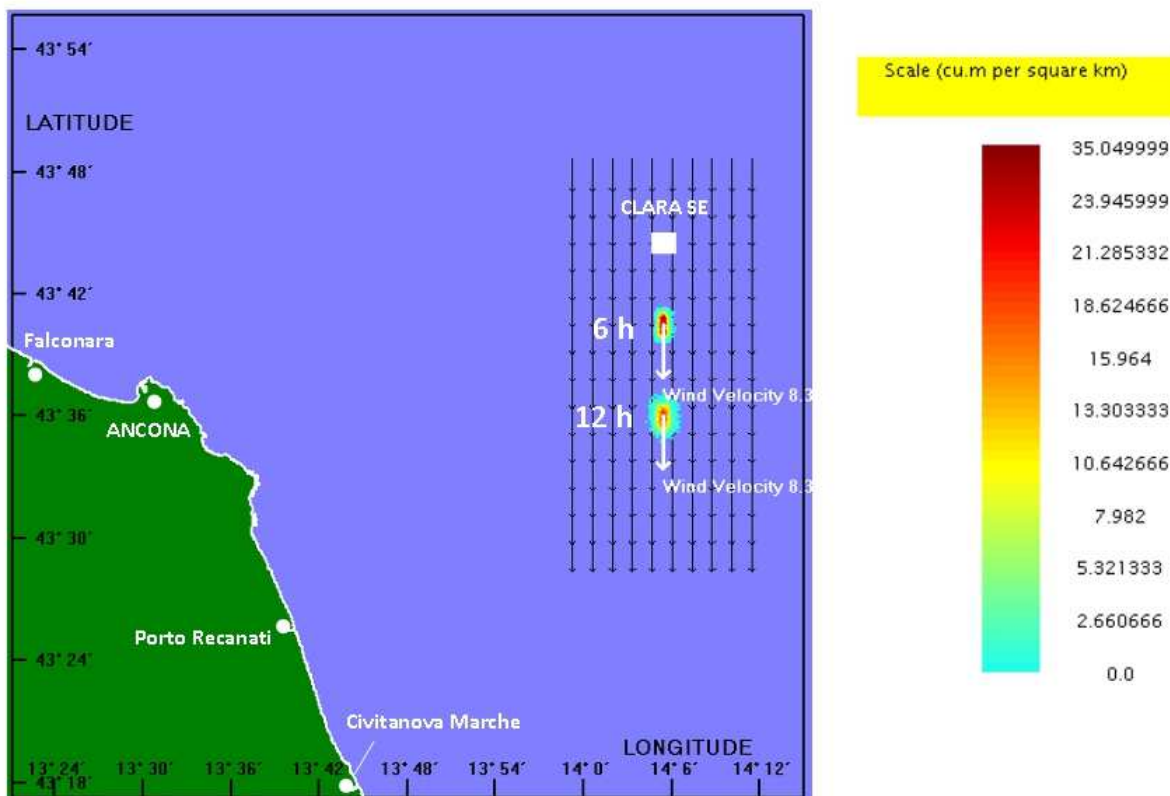 43° 54´
LATITUDE
43° 48´
43° 42´
Falconara
43° 36´
ANCONA
43° 30´
Porto Recanati
43° 24´
Civitanova Marche
43° 18´
CLARA SE
6 h
Wind Velocity 8.3
12 h
Wind Velocity 8.3
LONGITUDE
13° 24´ 13° 30´ 13° 36´ 13° 42´ 13° 48´ 13° 54´ 14° 0´ 14° 6´ 14° 12´
Scale (cu.m per square km)
35.049999
23.945999
21.285332
18.624666
15.964
13.303333
10.642666
7.982
5.321333
2.660666
0.0